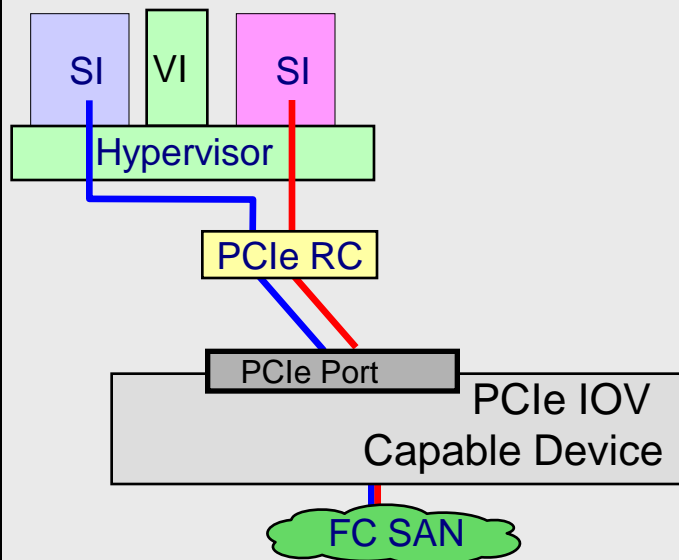 SI
VI
SI
Hypervisor
PCIe RC
PCIe Port
PCIe IOV
Capable Device
FC SAN